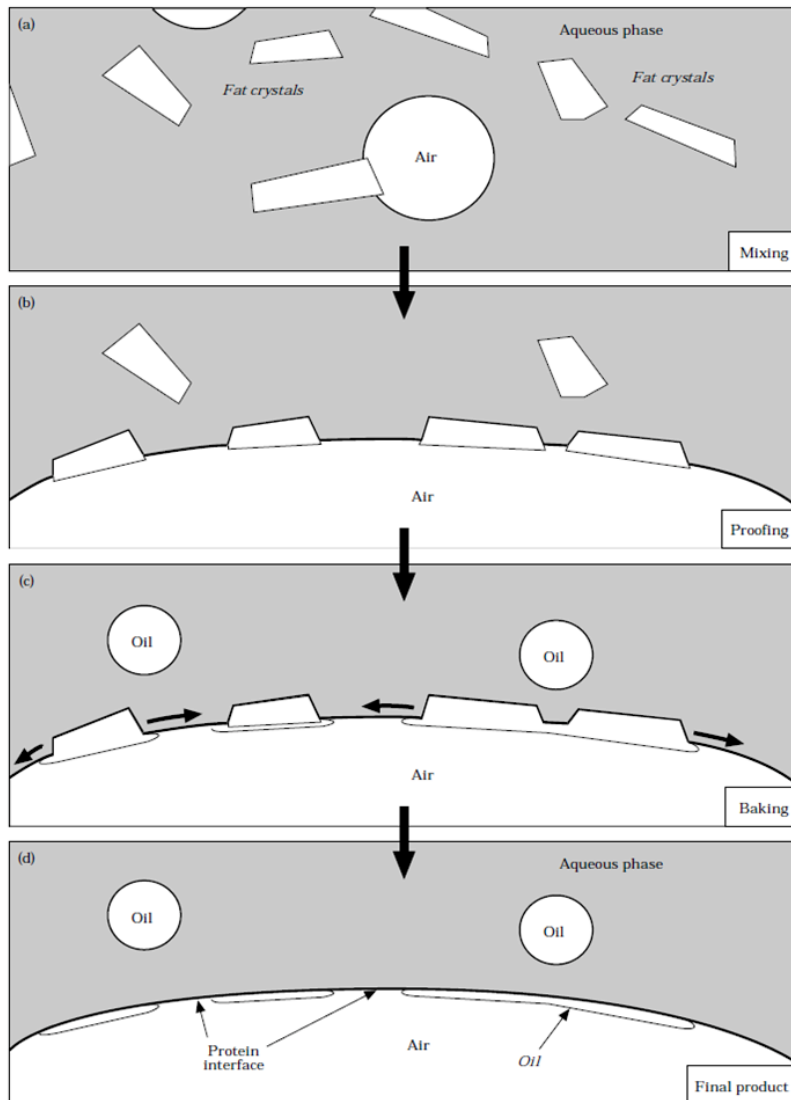 (a)
Aqueous phase
Fat crystals
Fat crystals
Air
Mixing
(b)
Air
Proofing
(c)
Oil
Oil
Air
Baking
(d)
Aqueous phase
Oil
Oil
Protein
interface
Air
Oil
Final product